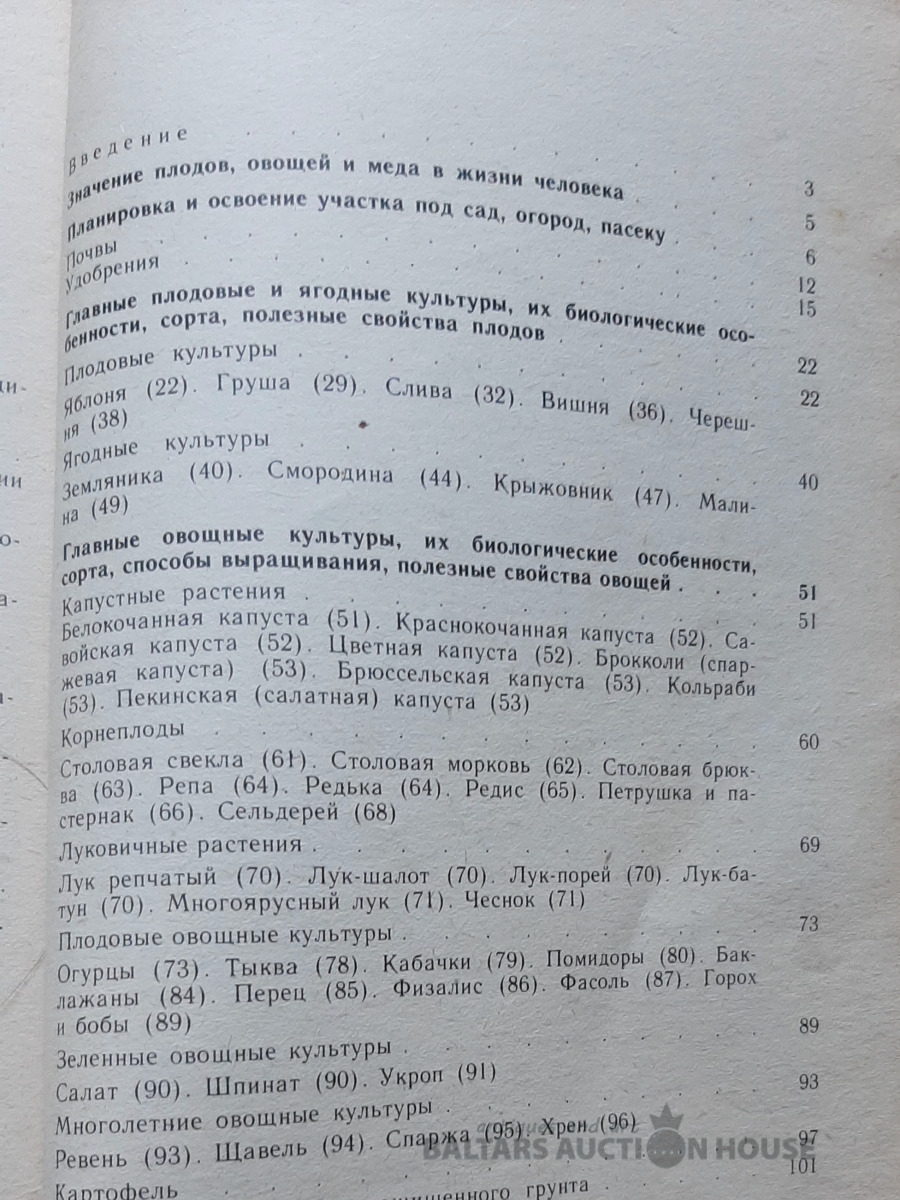 Введение . . . . . . . . . . 3
Значение плодов, овощей и меда в жизни человека . . . . 5
Планировка и освоение участка под сад, огород, пасеку . . . 6
Почвы . . . . . . . . . . 12
Удобрения . . . . . . . . . . 15
Главные плодовые и ягодные культуры, их биологические осо-
бенности, сорта, полезные свойства плодов . . . . . . 22
Плодовые культуры . . . . . . . . . . 22
Яблоня (22). Груша (29). Слива (32). Вишня (36). Череш-
ня (38)
Ягодные культуры . . . . . . . . . . 40
Земляника (40). Смородина (44). Крыжовник (47). Мали-
на (49)
Главные овощные культуры, их биологические особенности,
сорта, способы выращивания, полезные свойства овощей . . . 51
Капустные растения . . . . . . . . . . 51
Белокочанная капуста (51). Краснокочанная капуста (52). Са-
войская капуста (52). Цветная капуста (52). Брокколи (спар-
жевая капуста) (53). Брюссельская капуста (53). Кольраби
(53). Пекинская (салатная) капуста (53)
Корнеплоды . . . . . . . . . . 60
Столовая свекла (61). Столовая морковь (62). Столовая брюк-
ва (63). Репа (64). Редька (64). Редис (65). Петрушка и па-
стернак (66). Сельдерей (68)
Луковичные растения . . . . . . . . . . 69
Лук репчатый (70). Лук-шалот (70). Лук-порей (70). Лук-ба-
тун (70). Многоярусный лук (71). Чеснок (71)
Плодовые овощные культуры . . . . . . . . . 73
Огурцы (73). Тыква (78). Кабачки (79). Помидоры (80). Бак-
лажаны (84). Перец (85). Физалис (86). Фасоль (87). Горох
и бобы (89)
Зеленные овощные культуры . . . . . . . . . 89
Салат (90). Шпинат (90). Укроп (91)
Многолетние овощные культуры . . . . . . . . 93
Ревень (93). Щавель (94). Спаржа (95). Хрен (96)
Картофель . . . . . . . . . . 97
грунта . . . . 101
BALTARS AUCTION HOUSE